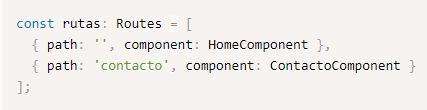 const rutas: Routes = [
  { path: '', component: HomeComponent },
  { path: 'contacto', component: ContactoComponent }
];